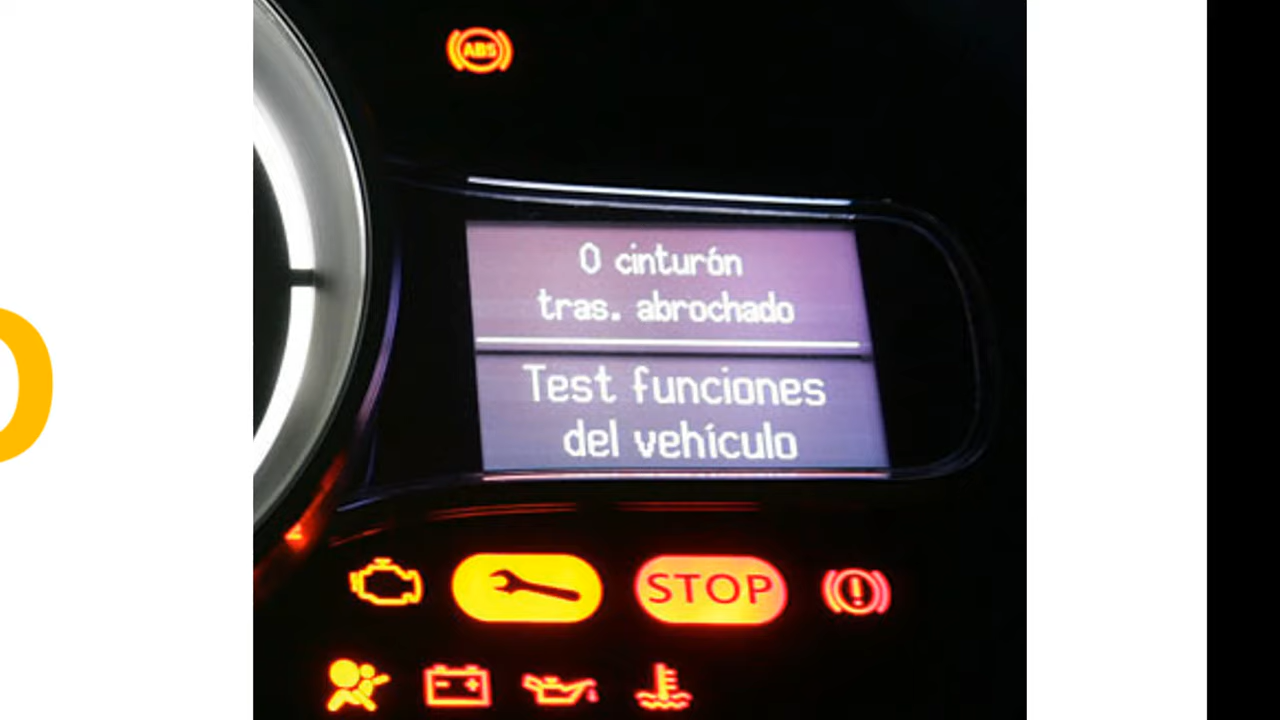 ABS
0 cinturón
tras. abrochado
Test funciones
del vehículo
STOP